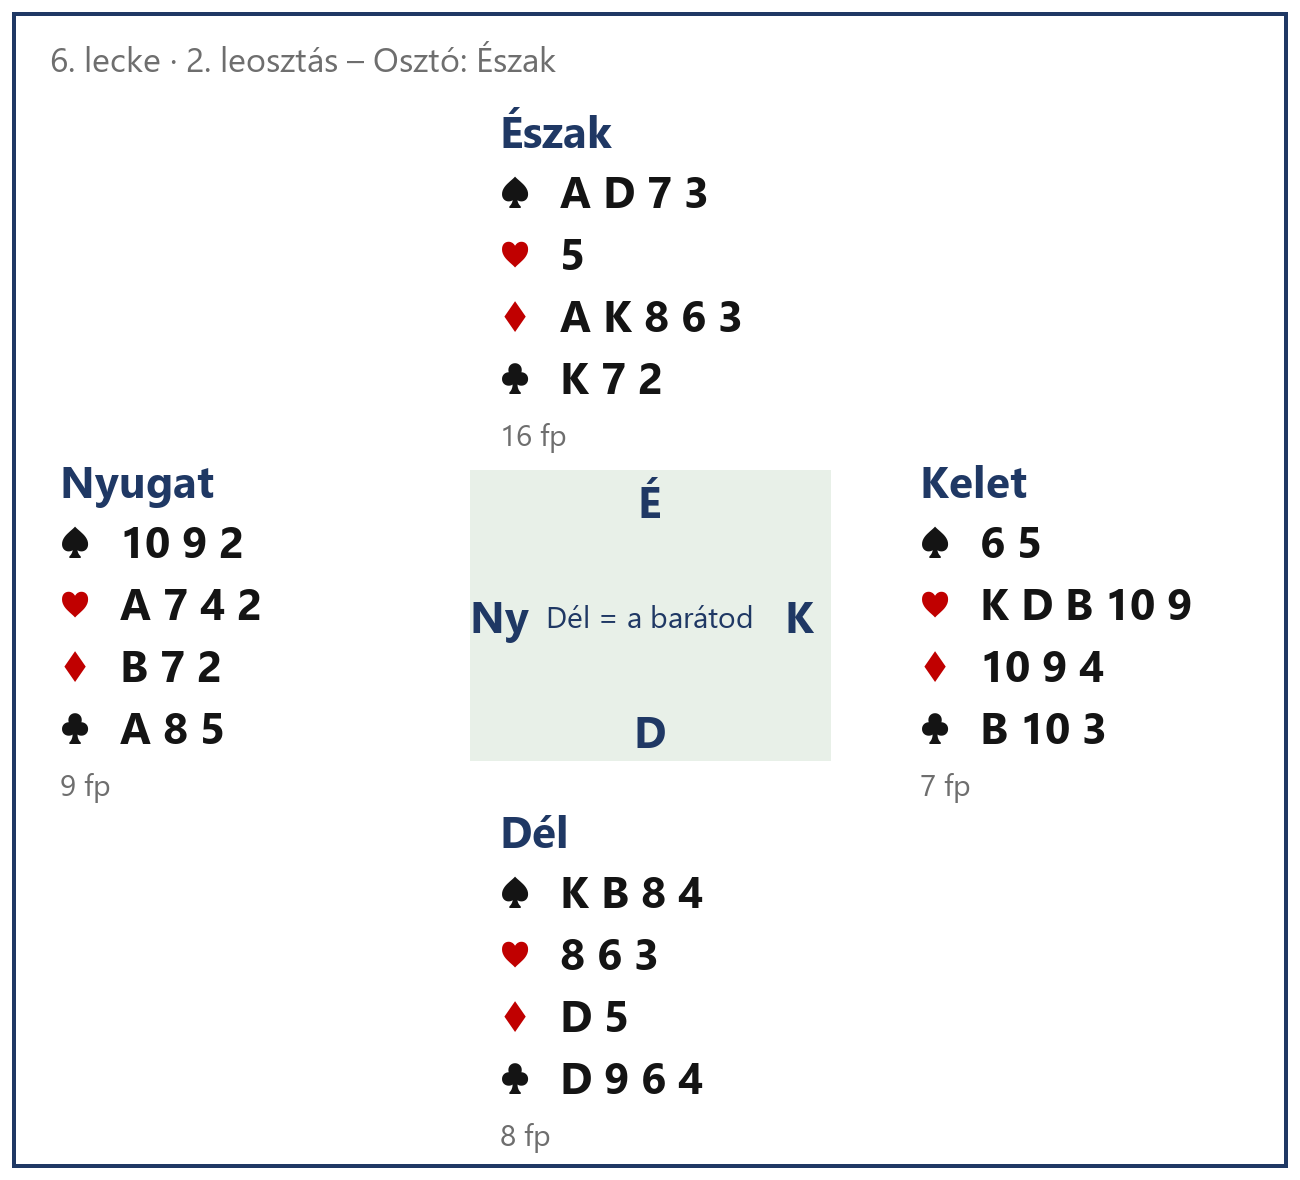 6. lecke · 2. leosztás – Osztó: Észak
Észak
♠ A D 7 3
♥ 5
♦ A K 8 6 3
♣ K 7 2
16 fp
Nyugat
♠ 10 9 2
♥ A 7 4 2
♦ B 7 2
♣ A 8 5
9 fp
É
Ny Dél = a barátod K
D
Kelet
♠ 6 5
♥ K D B 10 9
♦ 10 9 4
♣ B 10 3
7 fp
Dél
♠ K B 8 4
♥ 8 6 3
♦ D 5
♣ D 9 6 4
8 fp